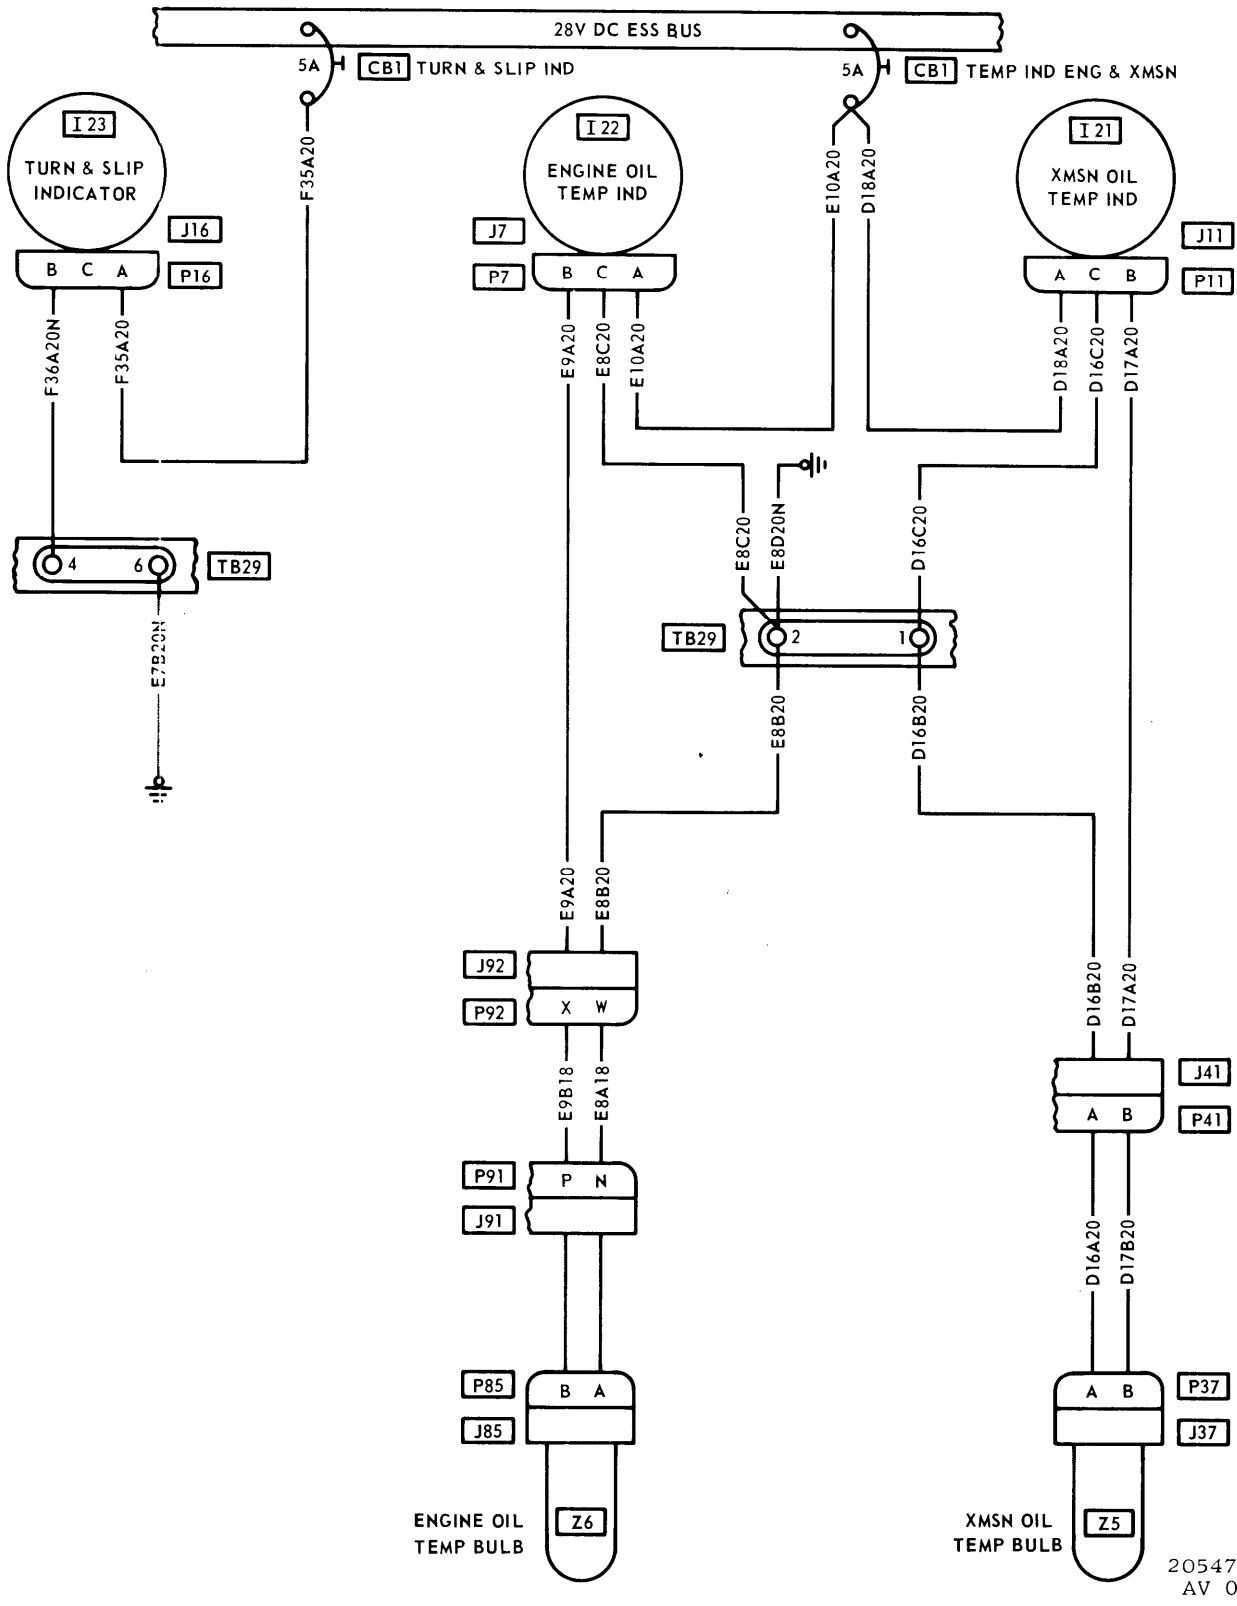 28V DC ESS BUS
5A
CB1 TURN & SLIP IND
5A
CB1 TEMP IND ENG & XMSN
I 23
TURN & SLIP
INDICATOR
J16
B C A
P16
F35A20
I 22
ENGINE OIL
TEMP IND
J7
P7
B C A
E10A20
D18A20
I 21
XMSN OIL
TEMP IND
J11
A C B
P11
F36A20N
F35A20
E9A20
E8C20
E10A20
D18A20
D16C20
D17A20
4
6
TB29
E7B20N
E8C20
E8D20N
D16C20
TB29
2
1
E8B20
D16B20
E9A20
E8B20
D16B20
D17A20
J92
P92
X W
E9B18
E8A18
J41
A B
P41
P91
P N
J91
D16A20
D17B20
P85
B A
J85
P37
A B
J37
ENGINE OIL
TEMP BULB
Z6
XMSN OIL
TEMP BULB
Z5
20547
AV 0